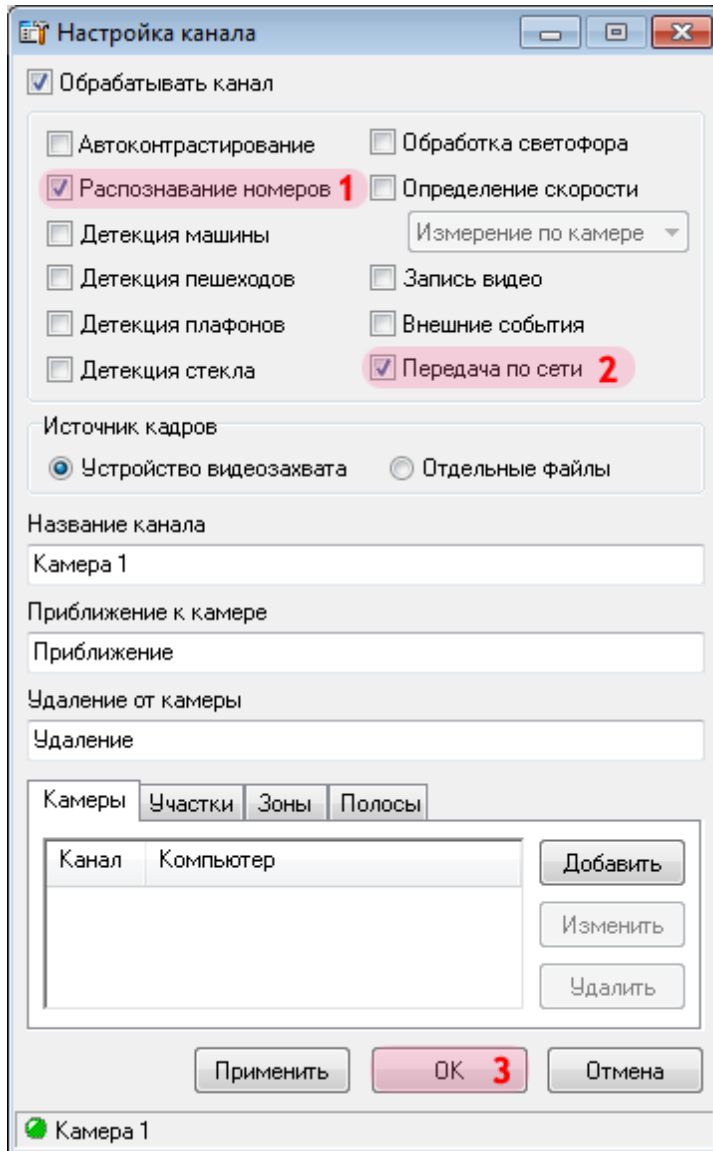 Настройка канала
Обрабатывать канал
Автоконтрастирование
Обработка светофора
Распознавание номеров 1
Определение скорости
Детекция машины
Измерение по камере
Детекция пешеходов
Запись видео
Детекция плафонов
Внешние события
Детекция стекла
Передача по сети 2
Источник кадров
Устройство видеозахвата
Отдельные файлы
Название канала
Камера 1
Приближение к камере
Приближение
Удаление от камеры
Удаление
Камеры Участки Зоны Полосы
Канал Компьютер
Добавить
Изменить
Удалить
Применить OK 3 Отмена
Камера 1